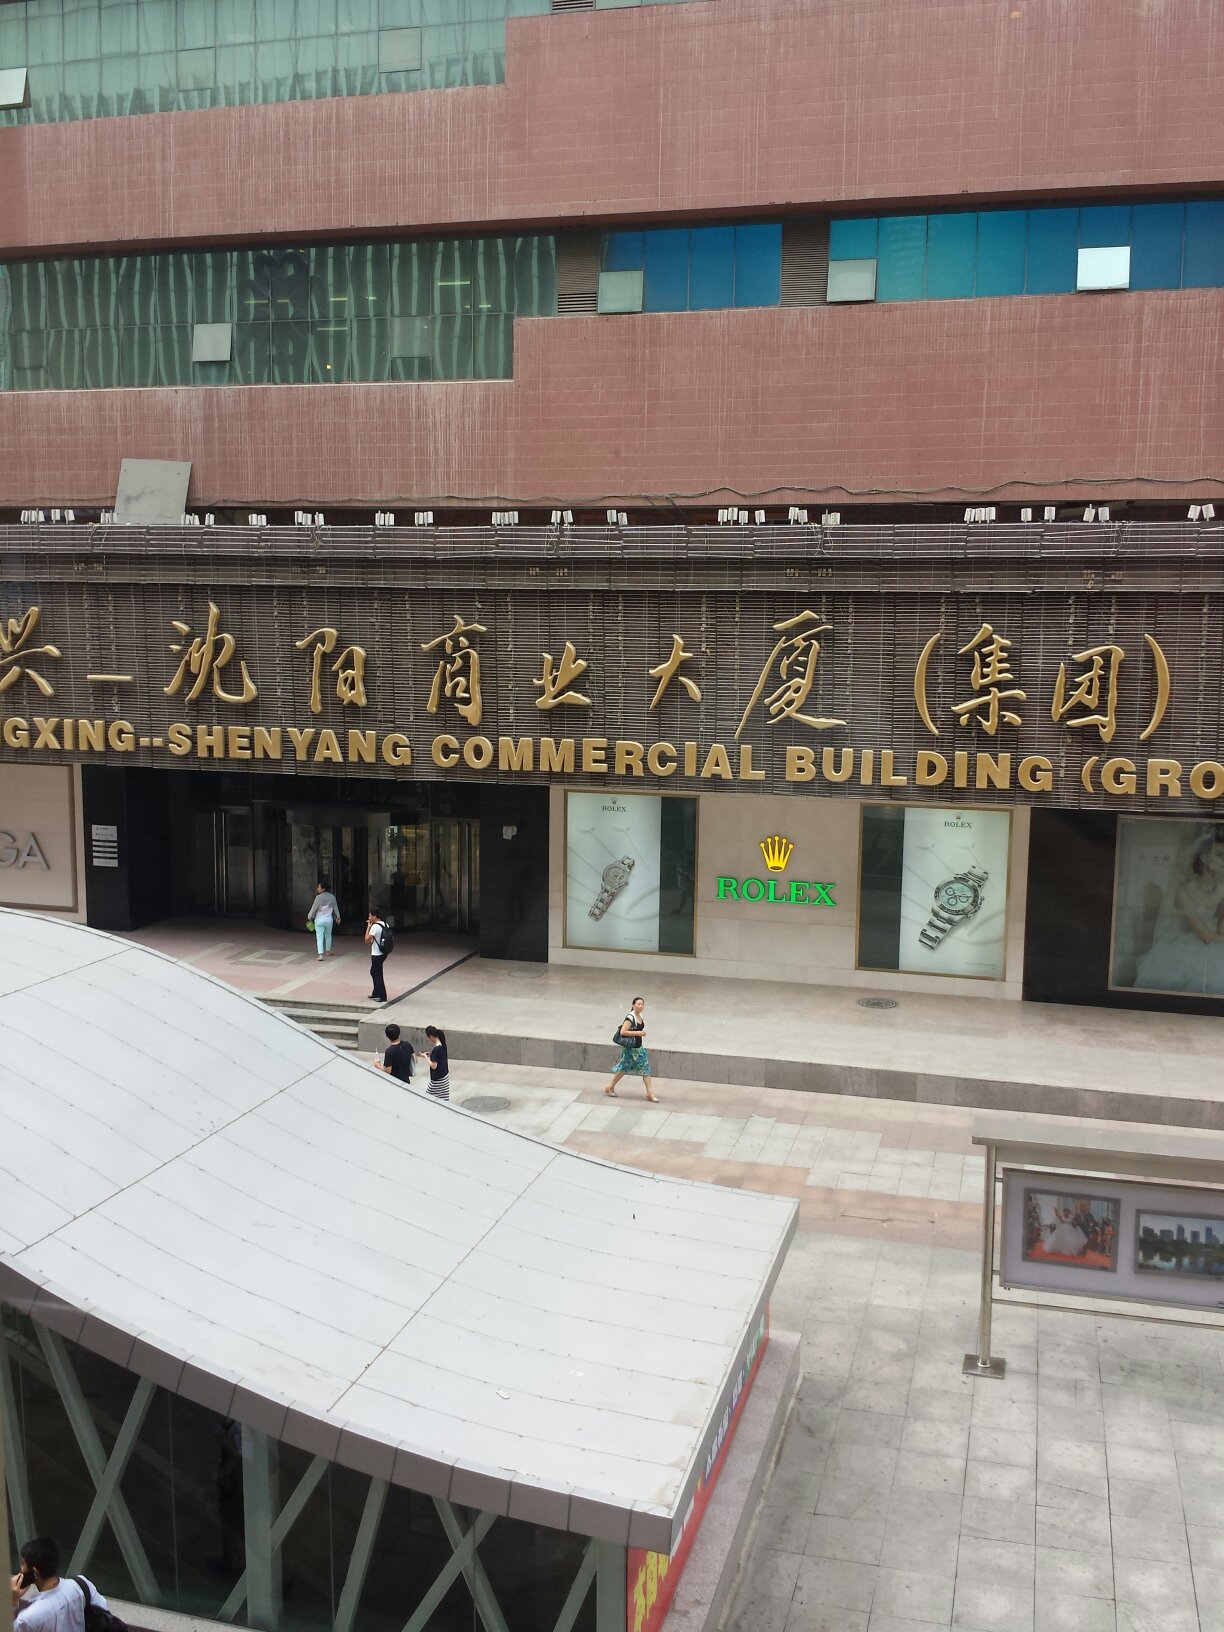 兴—沈阳商业大厦（集团）
GXING--SHENYANG COMMERCIAL BUILDING (GRO
GA
ROLEX
ROLEX
ROLEX